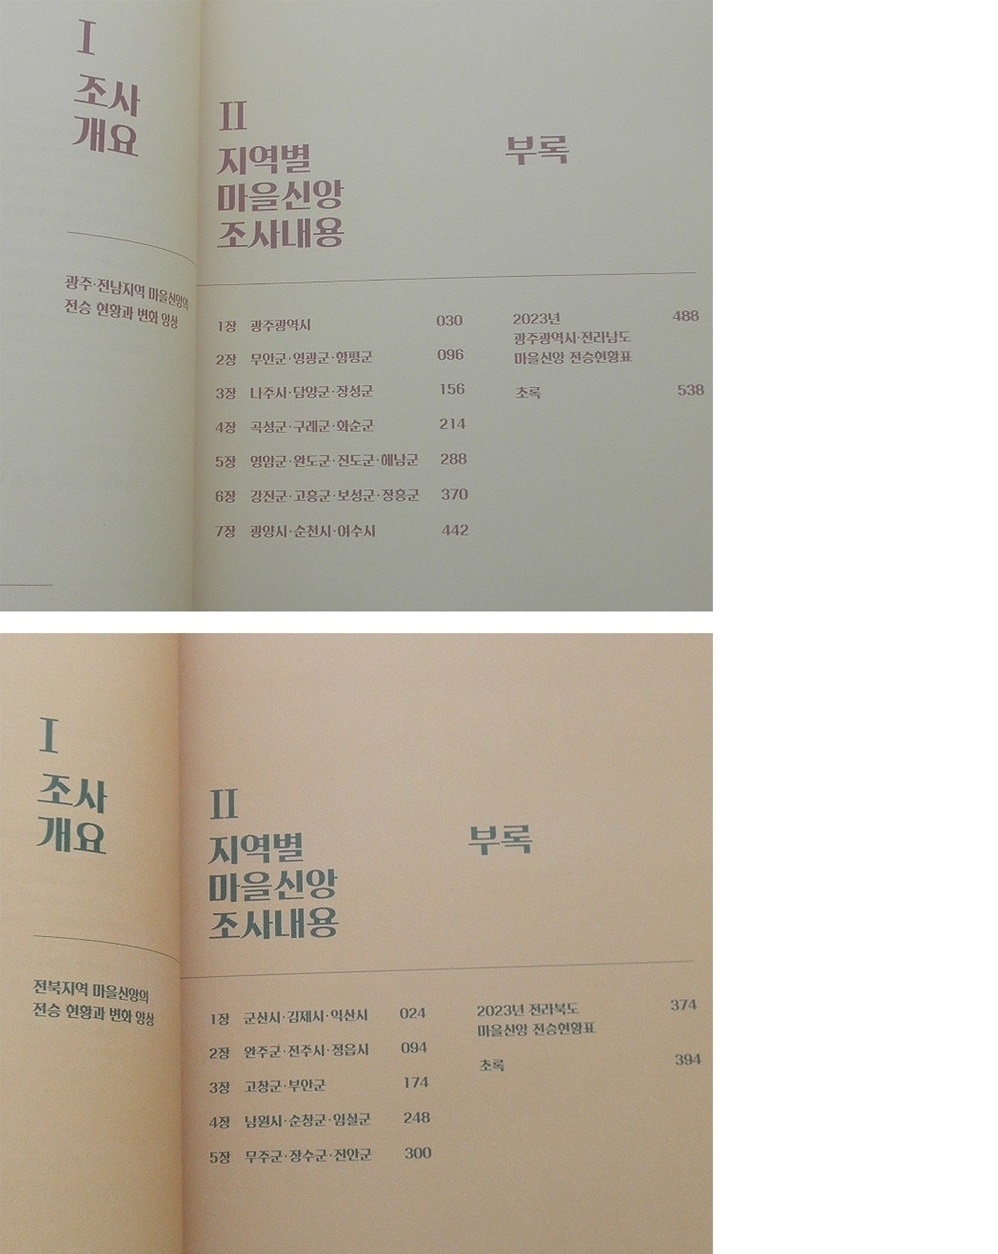 I
조사
개요
광주·전남지역 마을신앙의
전승 현황과 변화 양상
II
지역별
마을신앙
조사내용
1장 광주광역시 030
2장 무안군·영광군·함평군 096
3장 나주시·담양군·장성군 156
4장 곡성군·구례군·화순군 214
5장 영암군·완도군·진도군·해남군 288
6장 강진군·고흥군·보성군·장흥군 370
7장 광양시·순천시·여수시 442
부록
2023년 488
광주광역시·전라남도
마을신앙 전승현황표
초록 538
I
조사
개요
전북지역 마을신앙의
전승 현황과 변화 양상
II
지역별
마을신앙
조사내용
1장 군산시·김제시·익산시 024
2장 완주군·전주시·정읍시 094
3장 고창군·부안군 174
4장 남원시·순창군·임실군 248
5장 무주군·장수군·진안군 300
부록
2023년 전라북도 374
마을신앙 전승현황표
초록 394